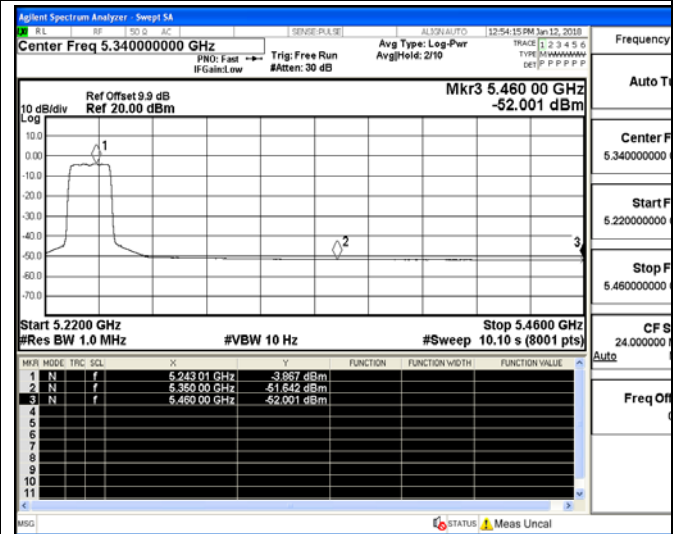 Agilent Spectrum Analyzer - Swept SA
RL RF 50 Ω AC SENSE:PULSE ALIGN AUTO 12:54:15 PM Jan 12, 2018
Center Freq 5.340000000 GHz
PNO: Fast
IFGain:Low
Trig: Free Run
#Atten: 30 dB
Avg Type: Log-Pwr
Avg|Hold: 2/10
TRACE 1 2 3 4 5 6
TYPE M
DET P P P P P P
Ref Offset 9.9 dB
10 dB/div Ref 20.00 dBm
Log
Mkr3 5.460 00 GHz
-52.001 dBm
10.0
0.00
-10.0
-20.0
-30.0
-40.0
-50.0
-60.0
-70.0
1
2
3
Start 5.2200 GHz Stop 5.4600 GHz
#Res BW 1.0 MHz #VBW 10 Hz #Sweep 10.10 s (8001 pts)
MKR MODE TRC SCL X Y FUNCTION FUNCTION WIDTH FUNCTION VALUE
1 N f 5.243 01 GHz -3.867 dBm
2 N f 5.350 00 GHz -51.642 dBm
3 N f 5.460 00 GHz -52.001 dBm
4
5
6
7
8
9
10
11
MSG STATUS Meas Uncal
Frequency
Auto Tu
Center F
5.340000000
Start F
5.220000000
Stop F
5.460000000
CF S
24.000000
Auto
Freq Off